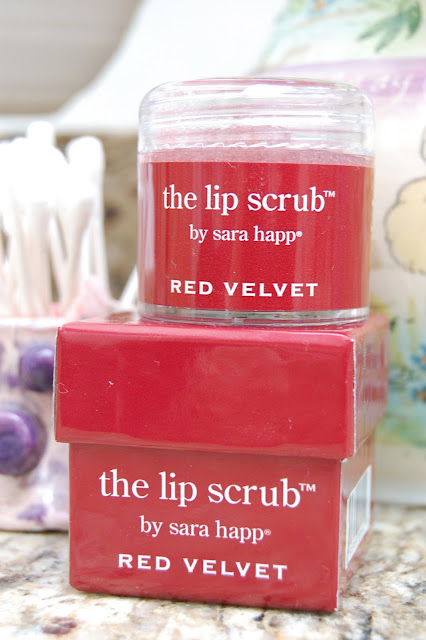 the lip scrub™
by sara happ®
RED VELVET
the lip scrub™
by sara happ®
RED VELVET